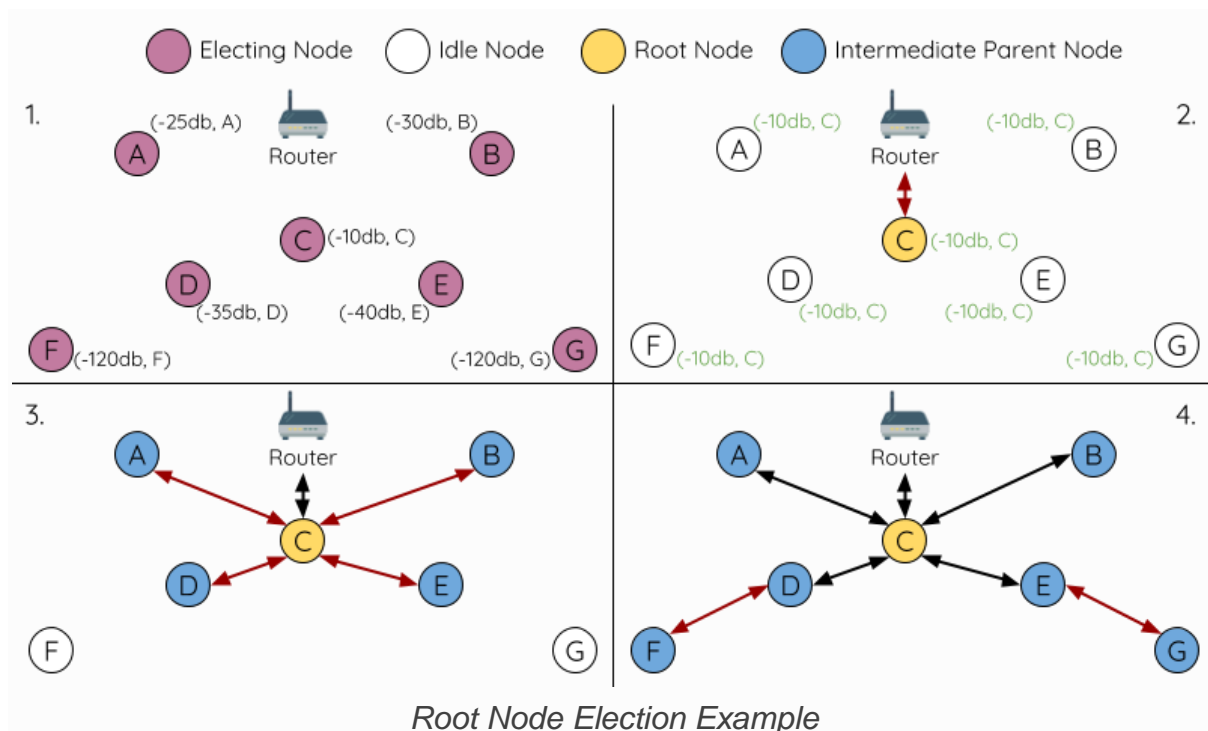 Electing Node
Idle Node
Root Node
Intermediate Parent Node
1.
(-25db, A)
A
Router
(-30db, B)
B
C
(-10db, C)
D
(-35db, D)
E
(-40db, E)
F
(-120db, F)
(-120db, G)
G
2.
(-10db, C)
A
Router
(-10db, C)
B
C
(-10db, C)
D
(-10db, C)
E
(-10db, C)
F
(-10db, C)
(-10db, C)
G
3.
A
Router
B
C
D
E
F
G
4.
A
Router
B
C
D
E
F
G
Root Node Election Example